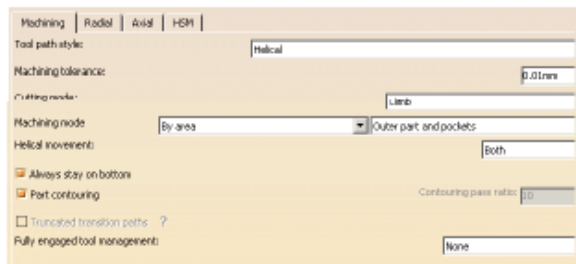 Machining Radial Axial HSM
Tool path style: Helical
Machining tolerance: 0.01mm
Cutting mode: Climb
Machining mode By area Outer part and pockets
Helical movement: Both
Always stay on bottom
Part contouring Contouring pass ratio: 10
Truncated transition paths ?
Fully engaged tool management: None